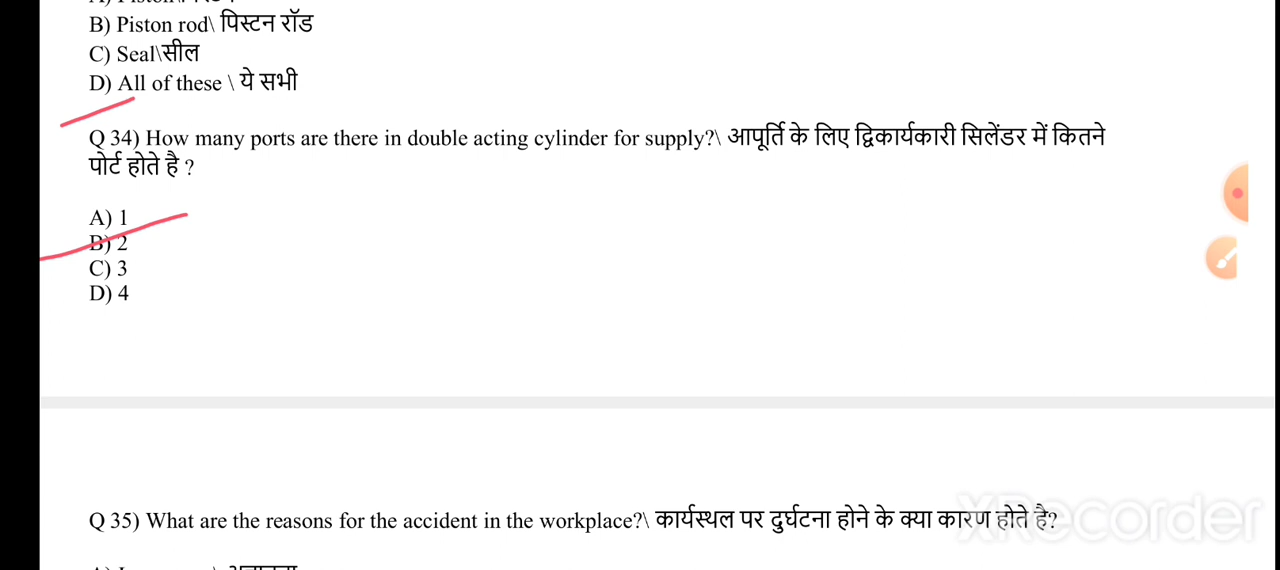 B) Piston rod\ पिस्टन रॉड
C) Seal\सील
D) All of these \ ये सभी
Q 34) How many ports are there in double acting cylinder for supply?\ आपूर्ति के लिए द्विकार्यकारी सिलेंडर में कितने
पोर्ट होते है ?
A) 1
B) 2
C) 3
D) 4
Q 35) What are the reasons for the accident in the workplace?\ कार्यस्थल पर दुर्घटना होने के क्या कारण होते है?
XRecorder